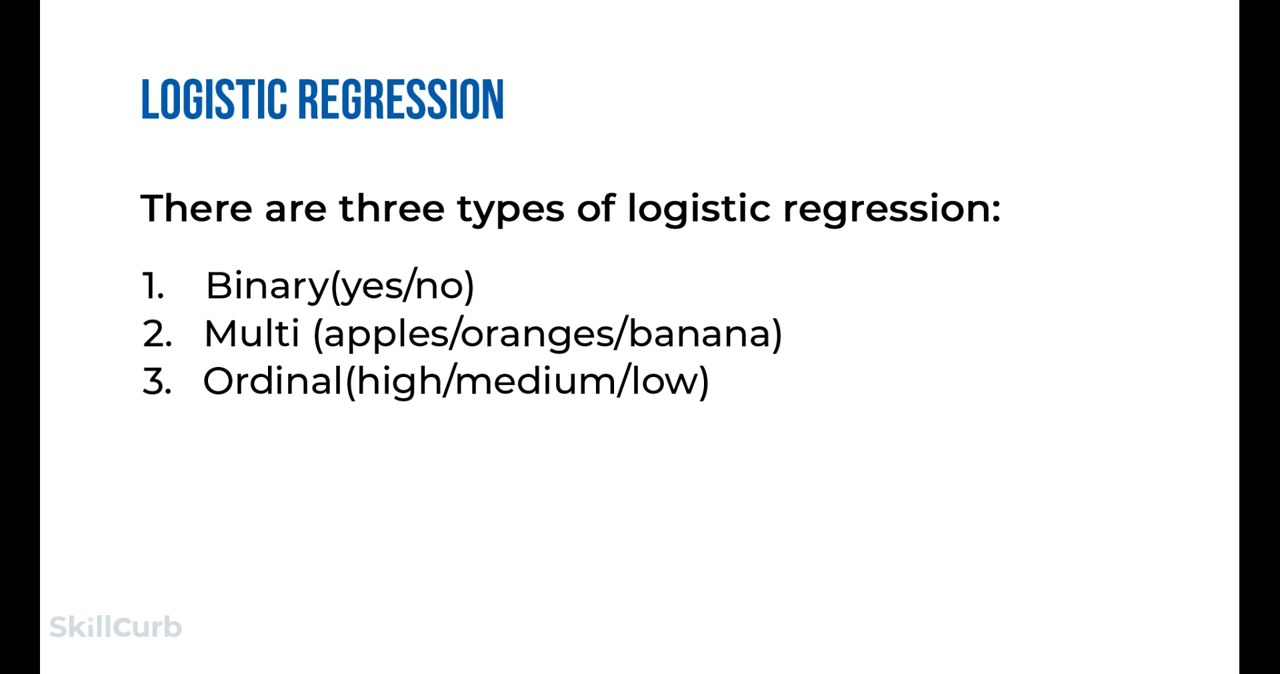 LOGISTIC REGRESSION
There are three types of logistic regression:
1. Binary(yes/no)
2. Multi (apples/oranges/banana)
3. Ordinal(high/medium/low)
SkillCurb